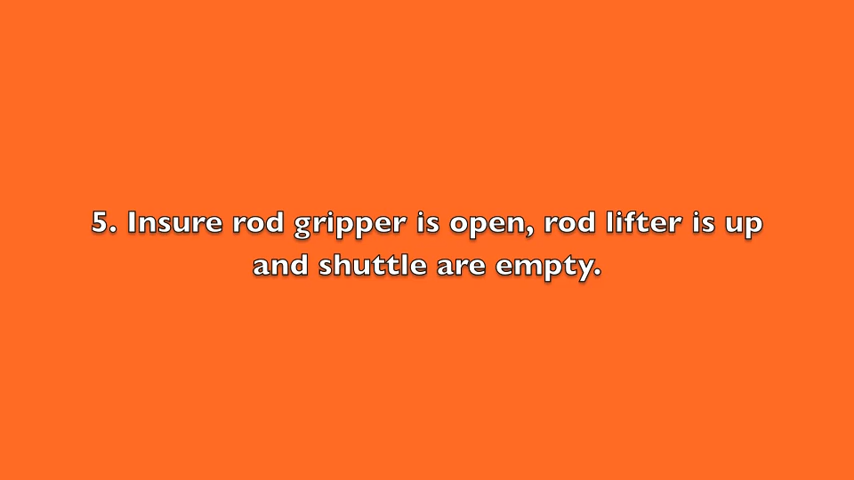 5. Insure rod gripper is open, rod lifter is up
and shuttle are empty.